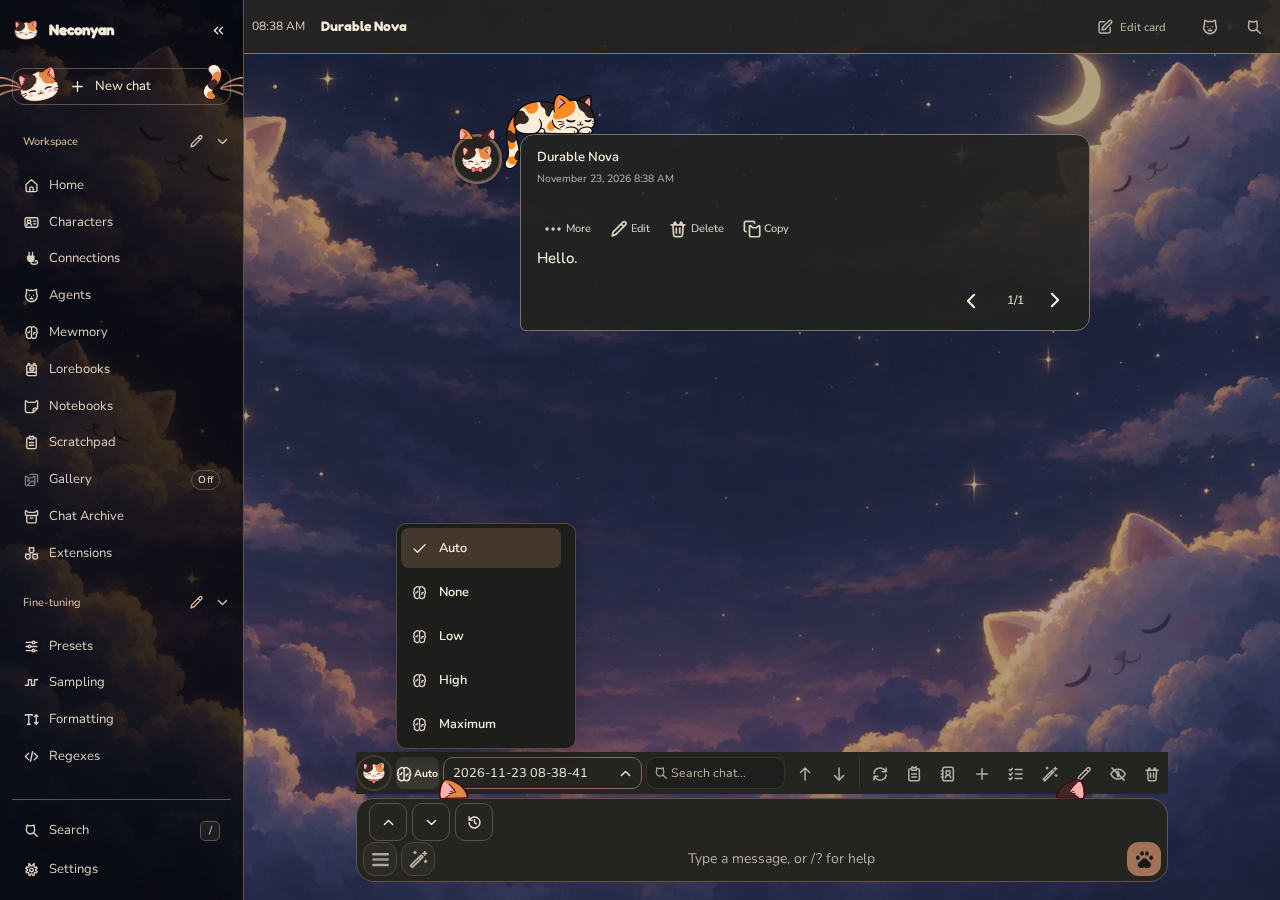 Neconyan
New chat
Workspace
Home
Characters
Connections
Agents
Mewmory
Lorebooks
Notebooks
Scratchpad
Gallery Off
Chat Archive
Extensions
Fine-tuning
Presets
Sampling
Formatting
Regexes
Search /
Settings
08:38 AM Durable Nova Edit card
Durable Nova
November 23, 2026 8:38 AM
More Edit Delete Copy
Hello.
1/1
Auto
None
Low
High
Maximum
Auto 2026-11-23 08-38-41 Search chat...
Type a message, or /? for help